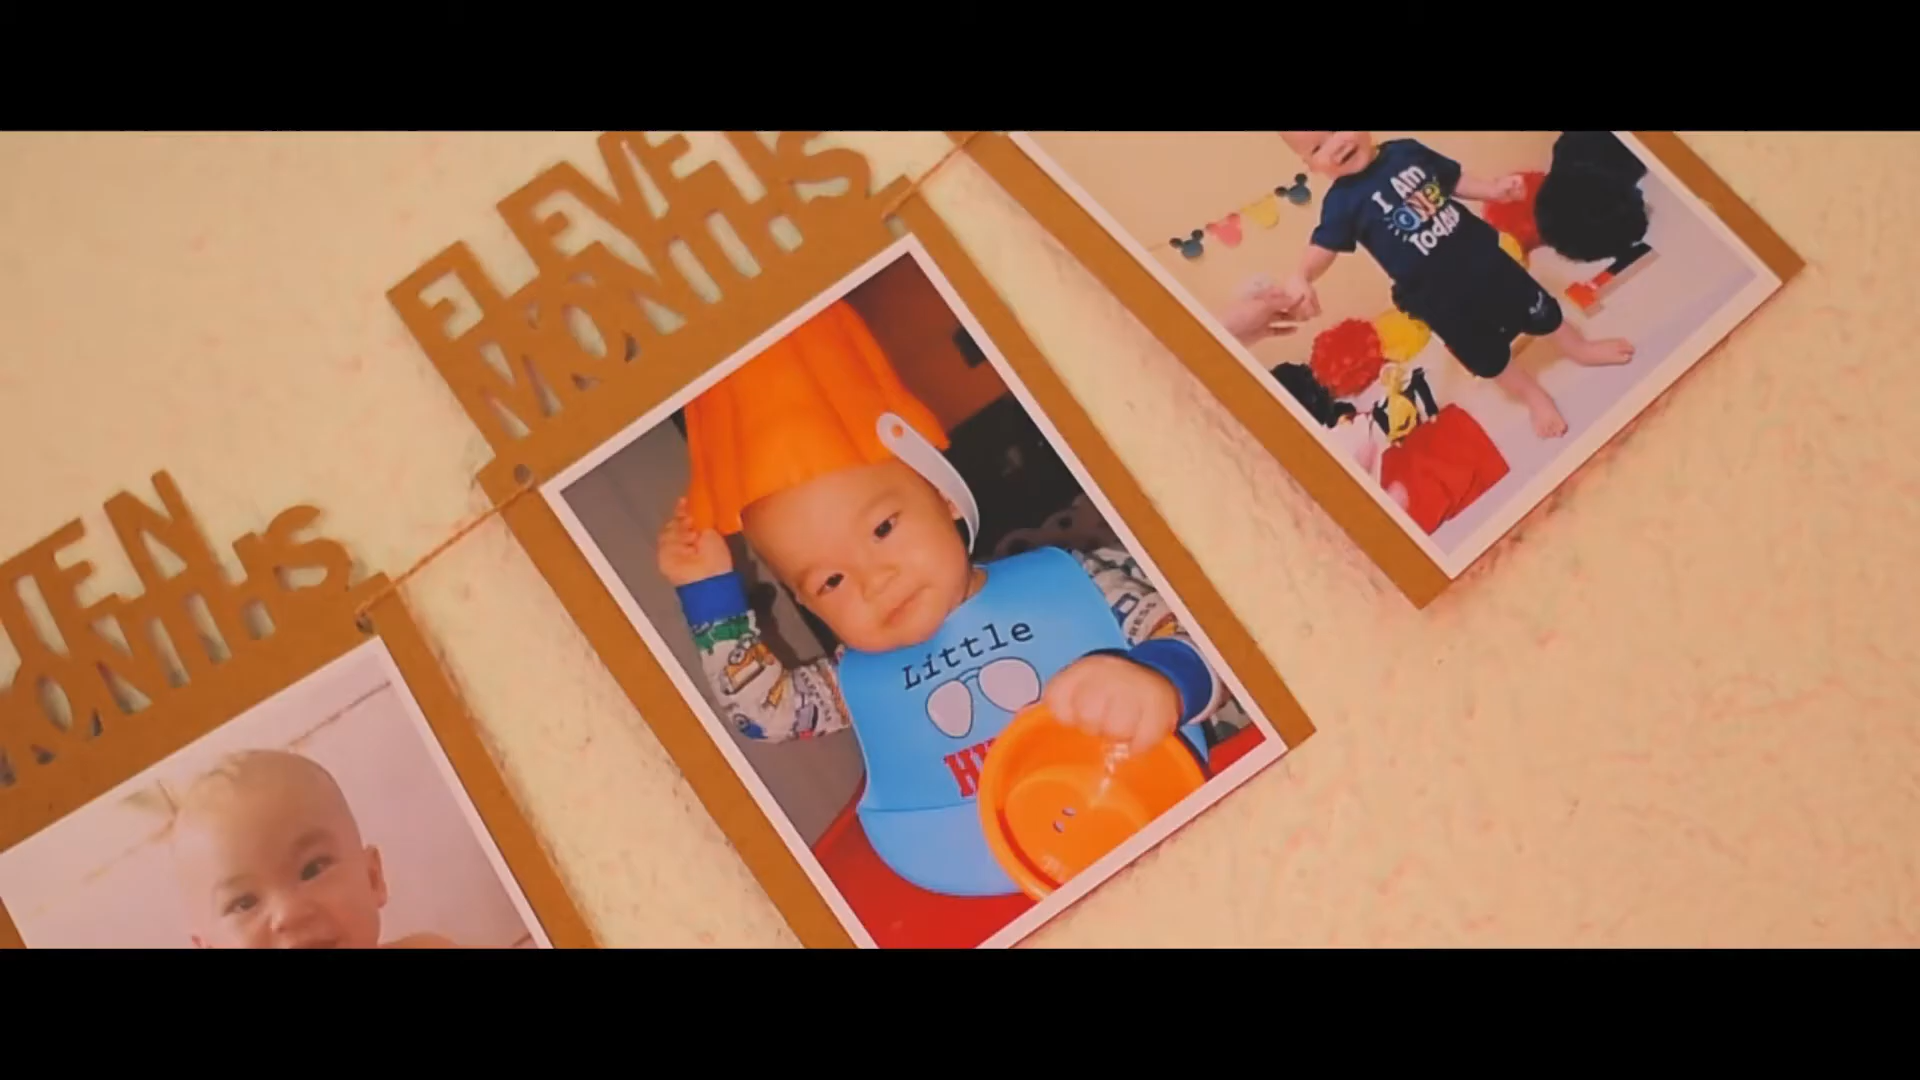 TEN
MONTHS
ELEVEN
MONTHS
Little
I Am
ONE
Today